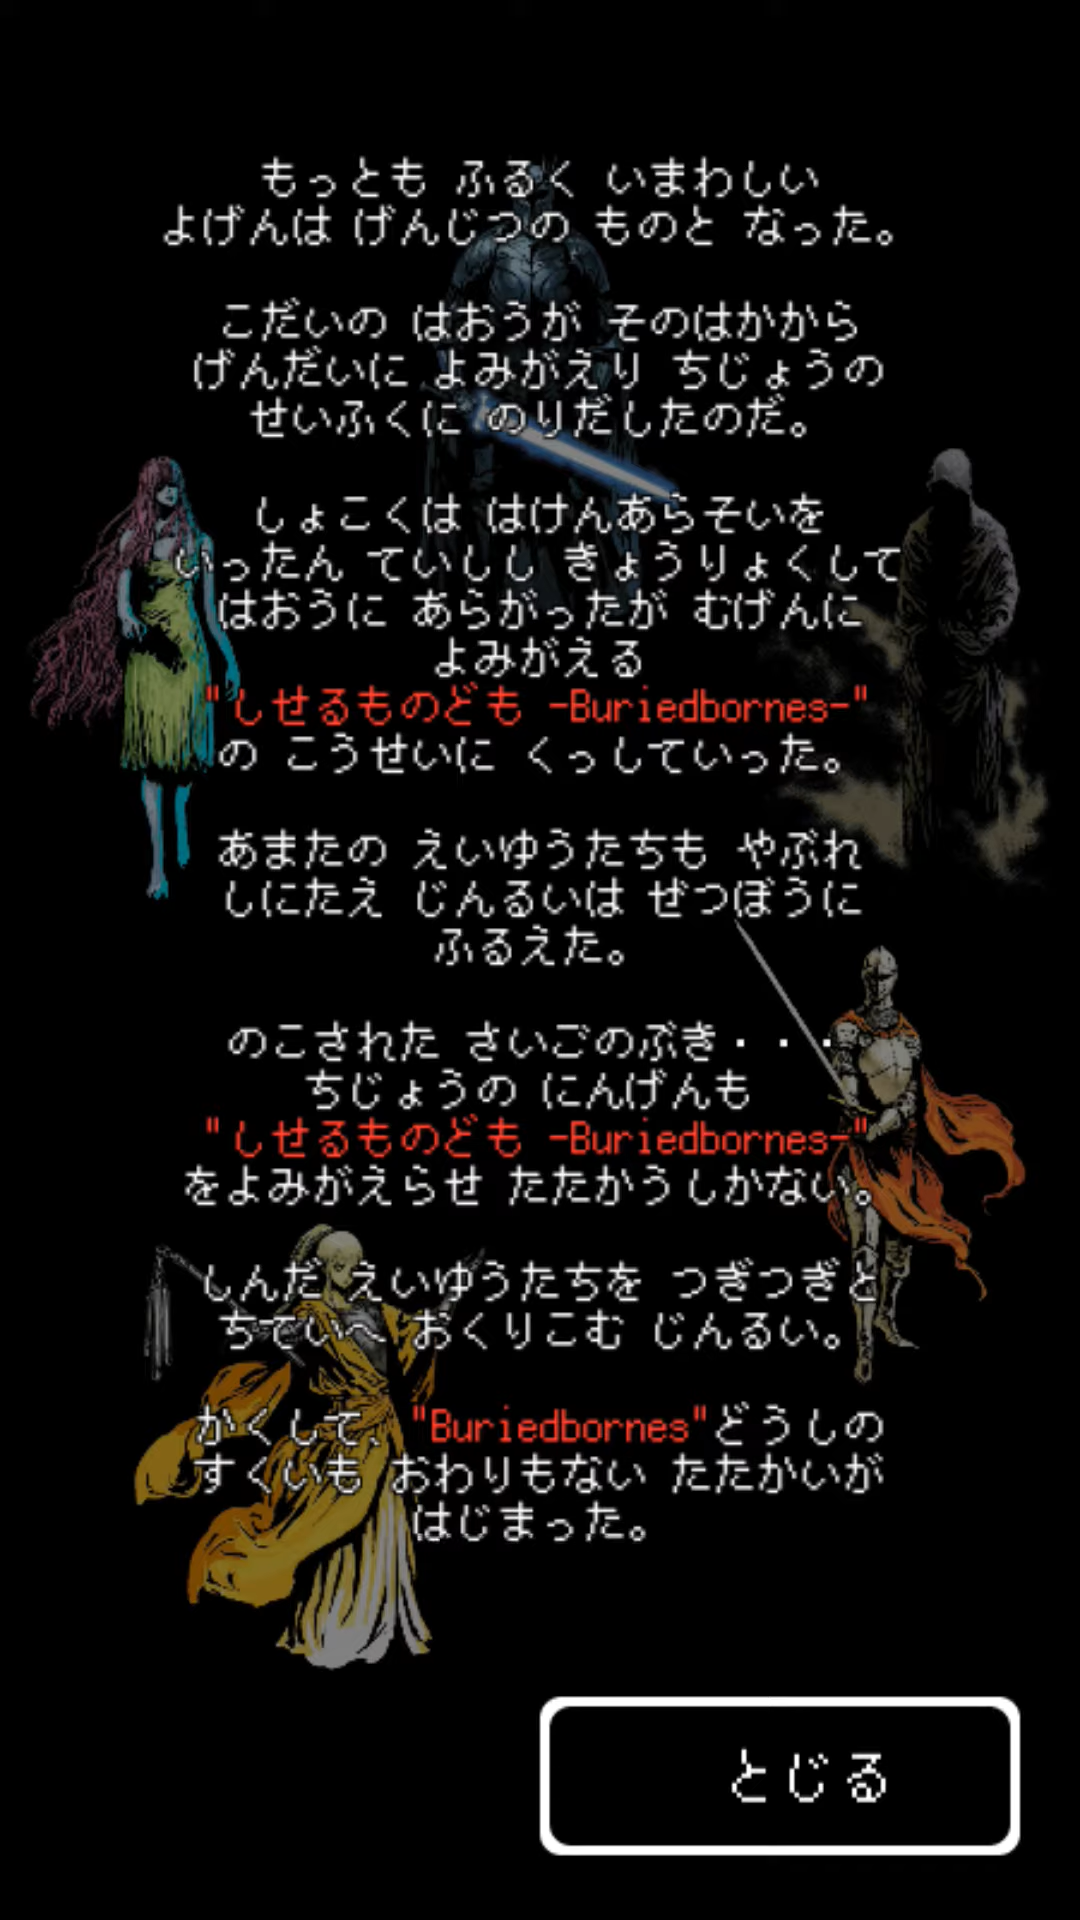 もっとも ふるく いまわしい
よげんは げんじつの ものと なった。
こだいの はおうが そのはかから
げんだいに よみがえり ちじょうの
せいふくに のりだしたのだ。
しょこくは はけんあらそいを
いったん ていしし きょうりょくして
はおうに あらがったが むげんに
よみがえる
"しせるものども -Buriedbornes-"
の こうせいに くっしていった。
あまたの えいゆうたちも やぶれ
しにたえ じんるいは ぜつぼうに
ふるえた。
のこされた さいごのぶき・・・
ちじょうの にんげんも
"しせるものども -Buriedbornes-"
をよみがえらせ たたかうしかない。
しんだ えいゆうたちを つぎつぎと
ちていへ おくりこむ じんるい。
かくして、"Buriedbornes"どうしの
すくいも おわりもない たたかいが
はじまった。
とじる